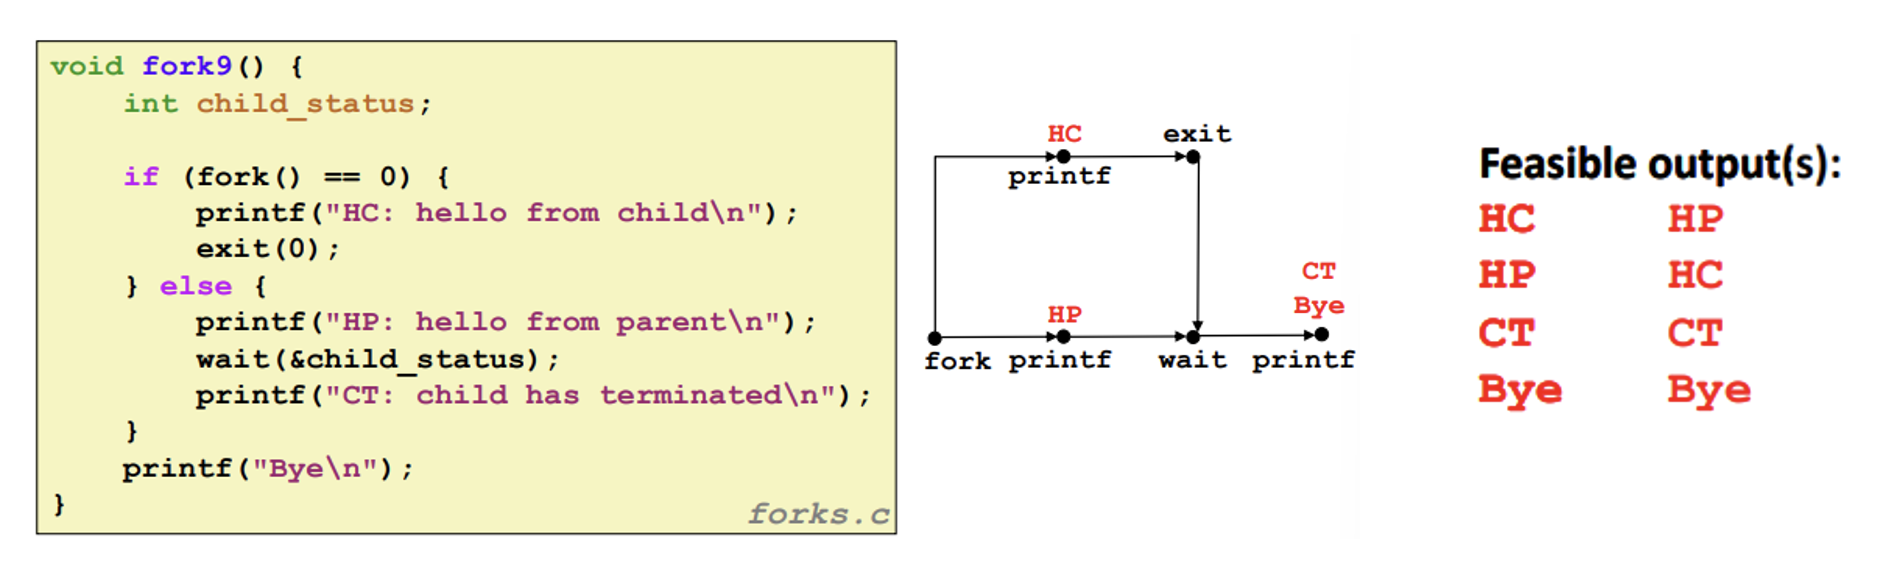 void fork9() {
    int child_status;

    if (fork() == 0) {
        printf("HC: hello from child\n");
        exit(0);
    } else {
        printf("HP: hello from parent\n");
        wait(&child_status);
        printf("CT: child has terminated\n");
    }
    printf("Bye\n");
}
forks.c
HC exit
printf
CT
Bye
HP
fork printf wait printf
Feasible output(s):
HC HP
HP HC
CT CT
Bye Bye